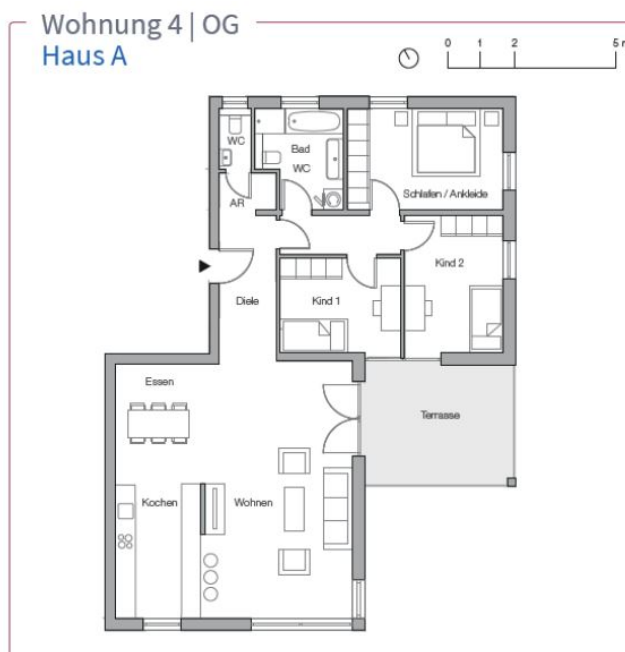 Wohnung 4 | OG
Haus A
0 1 2 5 m
WC
Bad
WC
AR
Schlafen / Ankleide
Kind 2
Diele
Kind 1
Essen
Terrasse
Kochen
Wohnen